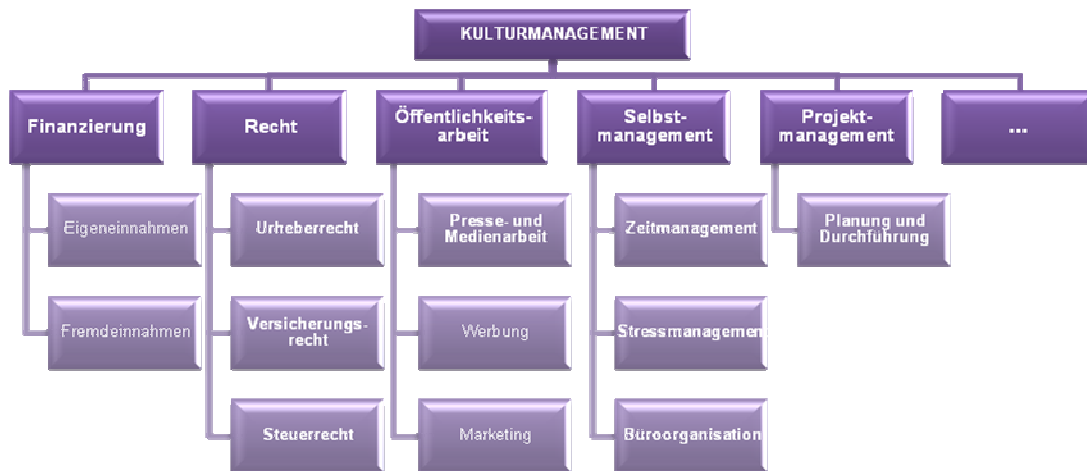 KULTURMANAGEMENT
Finanzierung
Recht
Öffentlichkeits-
arbeit
Selbst-
management
Projekt-
management
...
Eigeneinnahmen
Urheberrecht
Presse- und
Medienarbeit
Zeitmanagement
Planung und
Durchführung
Fremdeinnahmen
Versicherungs-
recht
Werbung
Stressmanagement
Steuerrecht
Marketing
Büroorganisation